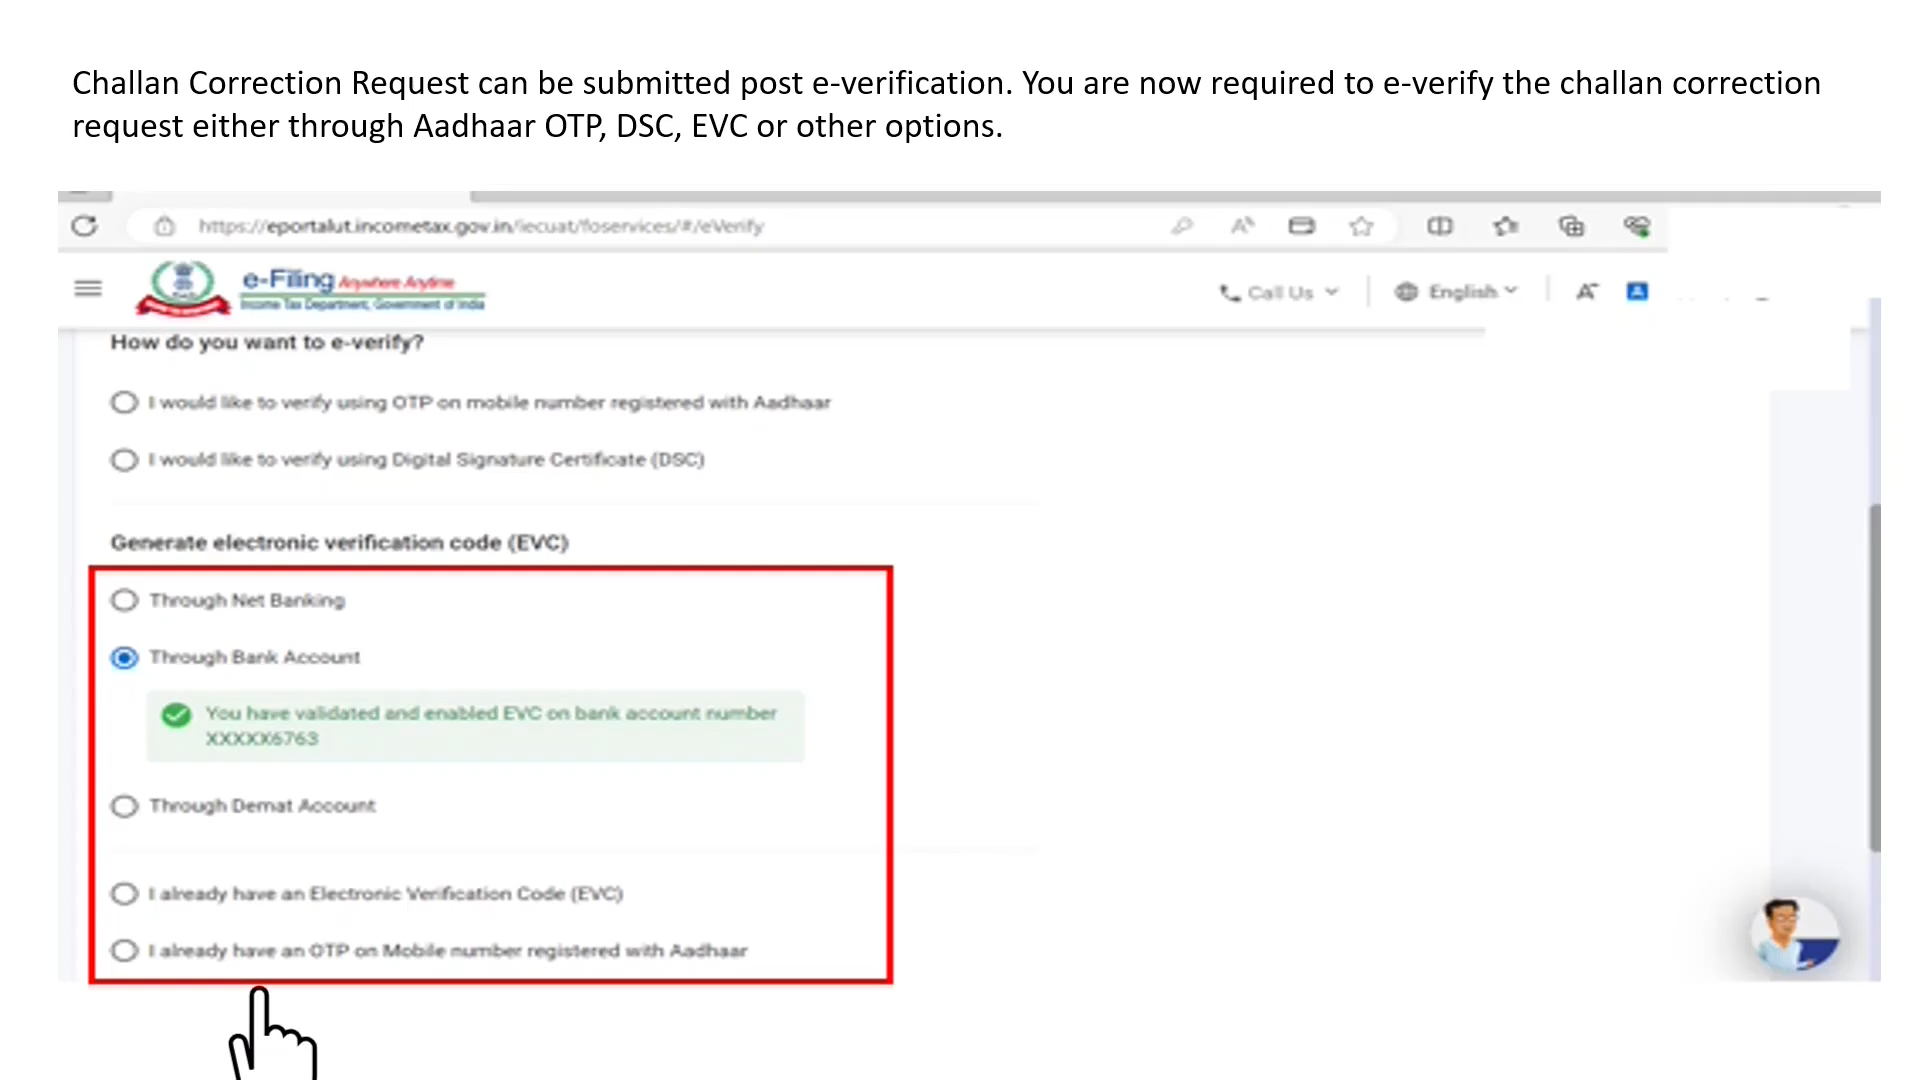 Challan Correction Request can be submitted post e-verification. You are now required to e-verify the challan correction
request either through Aadhaar OTP, DSC, EVC or other options.
https://eportalut.incometax.gov.in/iecuat/foservices/#/eVerify
e-Filing Anywhere Anytime
Income Tax Department, Government of India
Call Us
English
A
A
How do you want to e-verify?
I would like to verify using OTP on mobile number registered with Aadhaar
I would like to verify using Digital Signature Certificate (DSC)
Generate electronic verification code (EVC)
Through Net Banking
Through Bank Account
You have validated and enabled EVC on bank account number
XXXXX6763
Through Demat Account
I already have an Electronic Verification Code (EVC)
I already have an OTP on Mobile number registered with Aadhaar